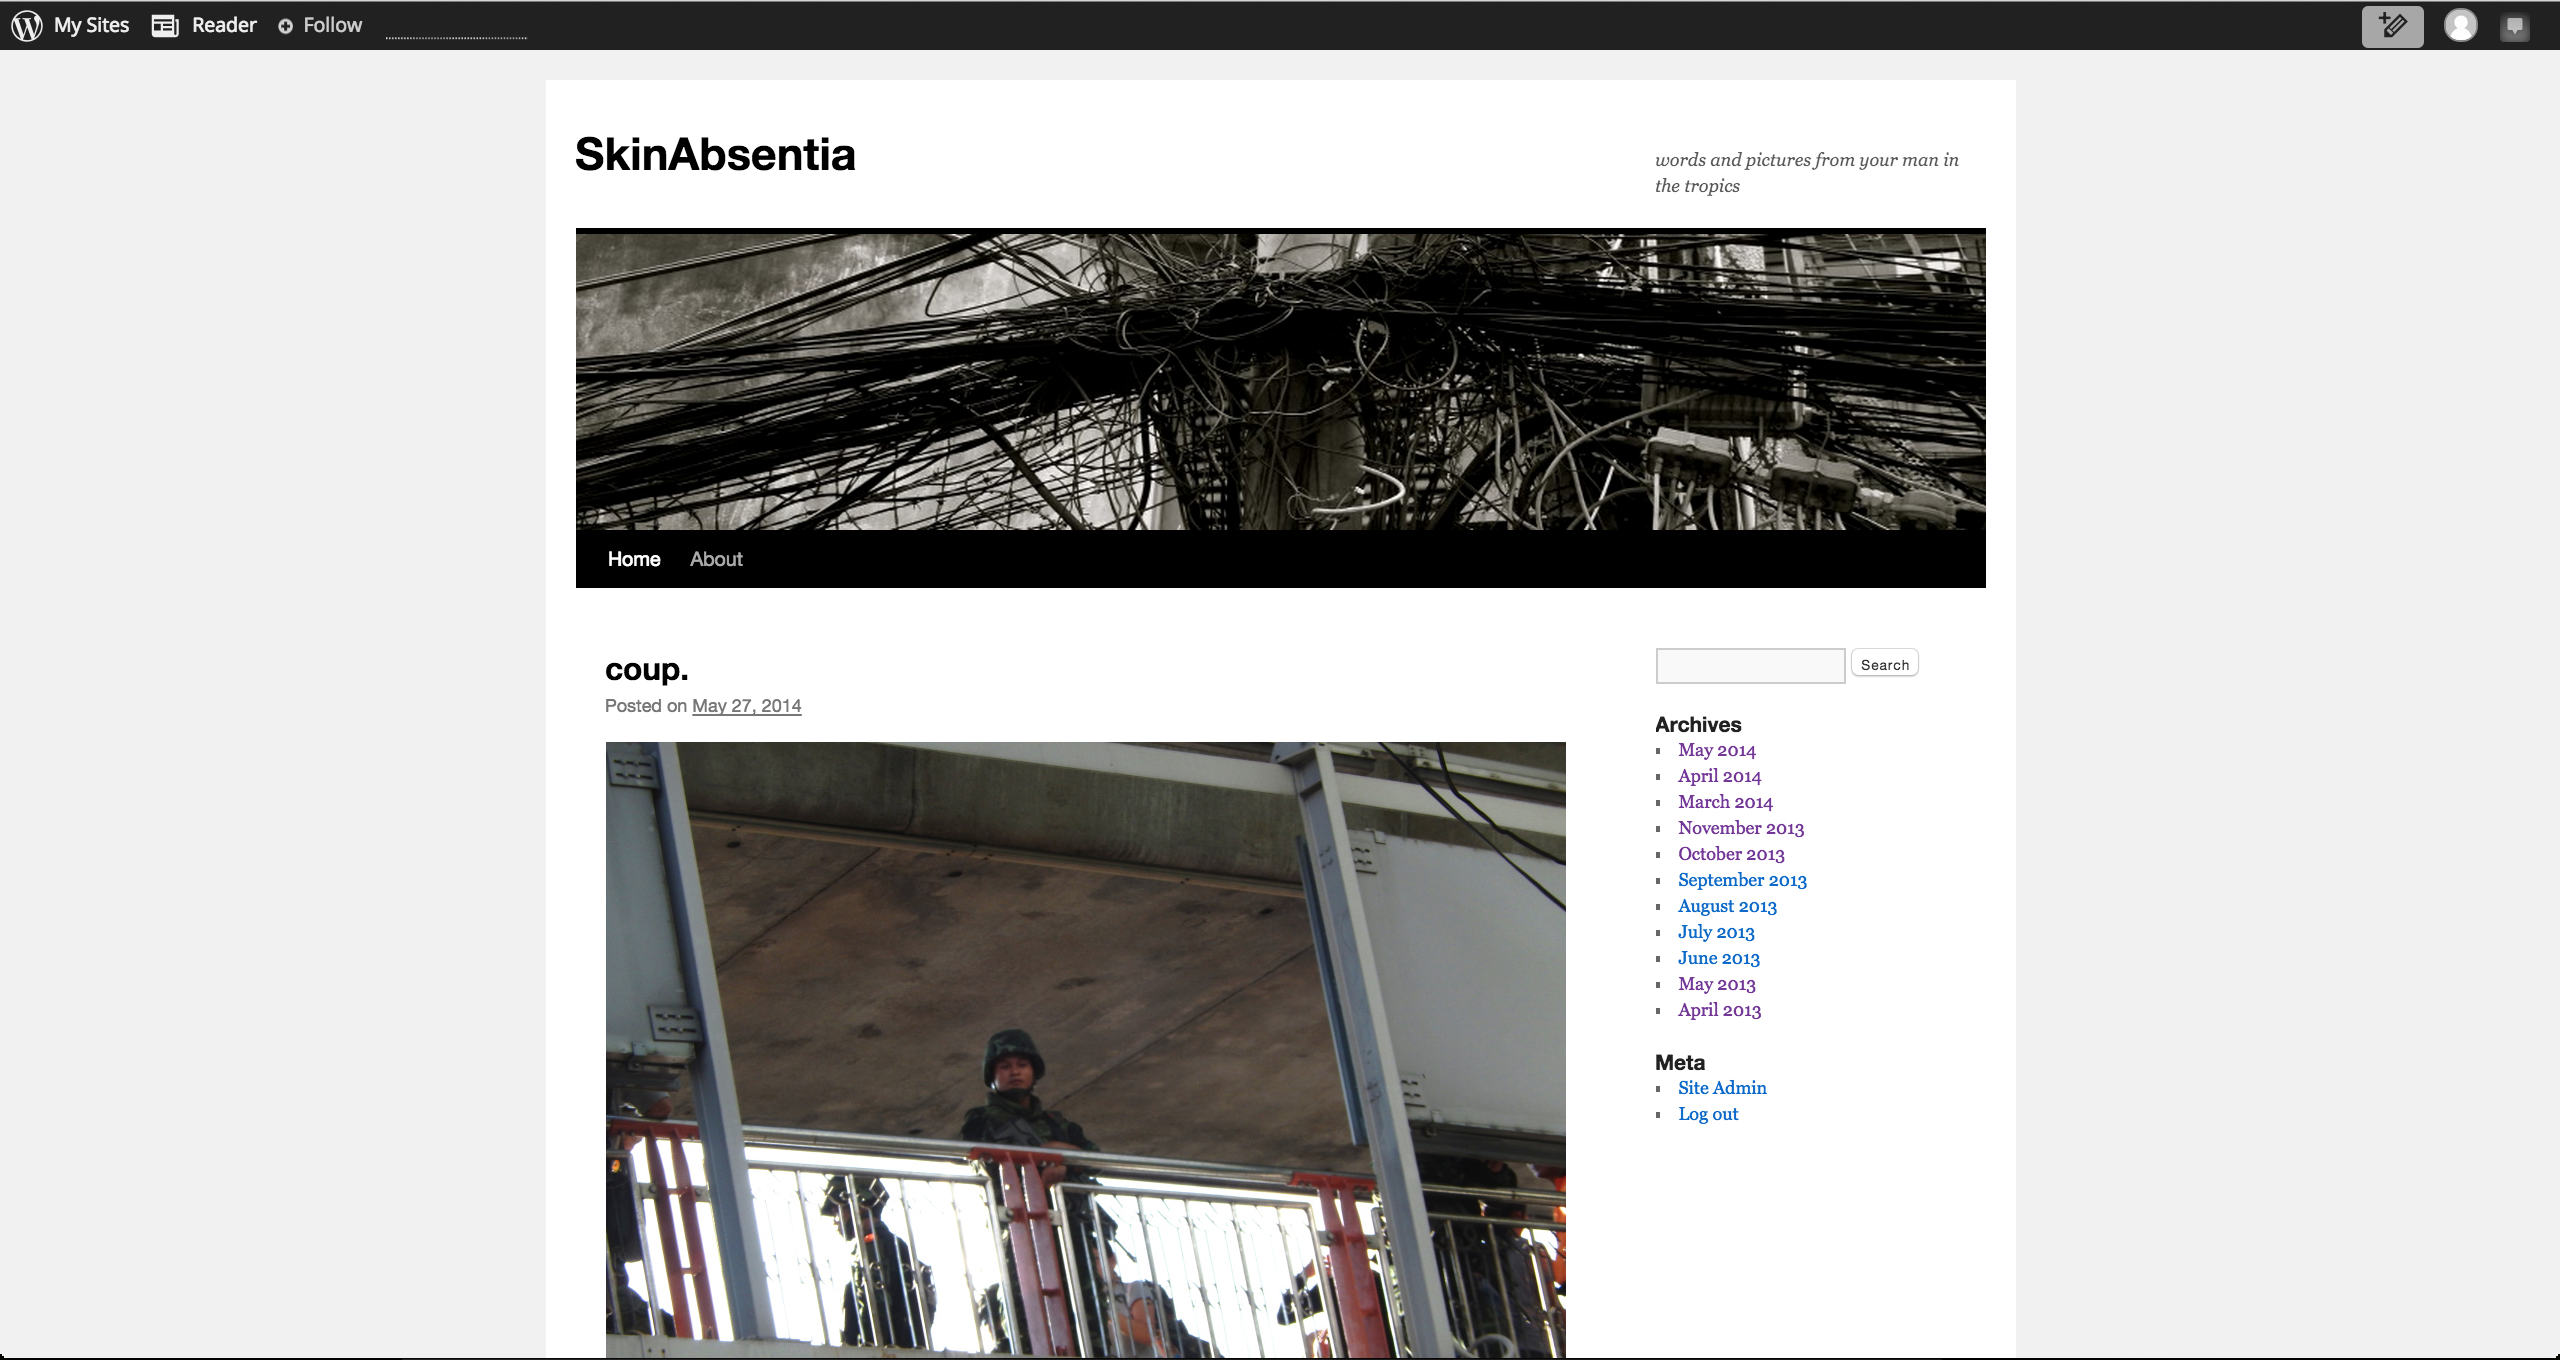 My Sites Reader Follow
SkinAbsentia
words and pictures from your man in
the tropics
Home About
coup.
Posted on May 27, 2014
Search
Archives
May 2014
April 2014
March 2014
November 2013
October 2013
September 2013
August 2013
July 2013
June 2013
May 2013
April 2013
Meta
Site Admin
Log out